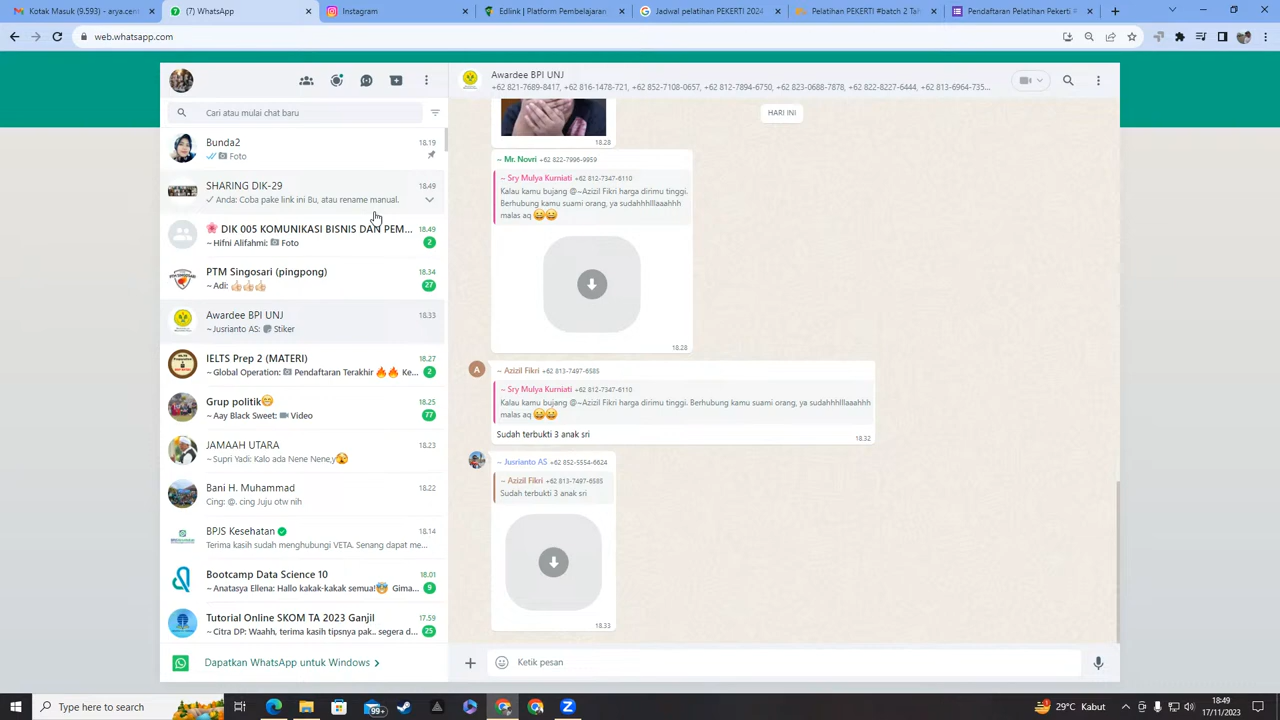 Kotak Masuk (9.593) - arya.cent
(93) WhatsApp
Instagram
Proses Pembelajaran
Jadwal pelatihan PEKERTI 2024 -
Pelatihan PEKERTI #batch 2 Tah
Pendaftaran Pelatihan Pekerti #
web.whatsapp.com
Cari atau mulai chat baru
Bunda2
18.19
Foto
SHARING DIK-29
18.49
Anda: Coba pake link ini Bu, atau rename manual.
🌸 DIK 005 KOMUNIKASI BISNIS DAN PEM...
18.49
~Hifni Alifahmi: Foto
2
PTM Singosari (pingpong)
18.34
~Adi: 👍🏻👍🏻👍🏻
27
Awardee BPI UNJ
18.33
~Jusrianto AS: Stiker
IELTS Prep 2 (MATERI)
18.27
~Global Operation: Pendaftaran Terakhir 🔥🔥 Ke...
2
Grup politik😊
18.25
~Aay Black Sweet: Video
77
JAMAAH UTARA
18.23
~Supri Yadi: Kalo ada Nene Nene,y🫣
Bani H. Muhammad
18.22
Cing: @. cing Juju otw nih
BPJS Kesehatan
18.14
Terima kasih sudah menghubungi VETA. Senang dapat me...
Bootcamp Data Science 10
18.01
~Anatasya Ellena: Hallo kakak-kakak semua!😇 Gima...
9
Tutorial Online SKOM TA 2023 Ganjil
17.59
~Citra DP: Waahh, terima kasih tipsnya pak.. segera d...
25
Dapatkan WhatsApp untuk Windows >
Awardee BPI UNJ
+62 821-7689-8417, +62 816-1478-721, +62 852-7108-0657, +62 812-7894-6750, +62 823-0688-7878, +62 822-8227-6444, +62 813-6964-735...
HARI INI
18.28
~ Mr. Novri +62 822-7996-9959
~ Sry Mulya Kurniati +62 812-7347-6110
Kalau kamu bujang @~Azizil Fikri harga dirimu tinggi.
Berhubung kamu suami orang, ya sudahhhlllaaahhh
malas aq 😄😄
18.28
A
~ Azizil Fikri +62 813-7497-6585
~ Sry Mulya Kurniati +62 812-7347-6110
Kalau kamu bujang @~Azizil Fikri harga dirimu tinggi. Berhubung kamu suami orang, ya sudahhhlllaaahhh
malas aq 😄😄
Sudah terbukti 3 anak sri
18.32
~ Jusrianto AS +62 852-5554-6624
~ Azizil Fikri +62 813-7497-6585
Sudah terbukti 3 anak sri
18.33
Ketik pesan
Type here to search
99+
29°C Kabut
18:49
17/11/2023